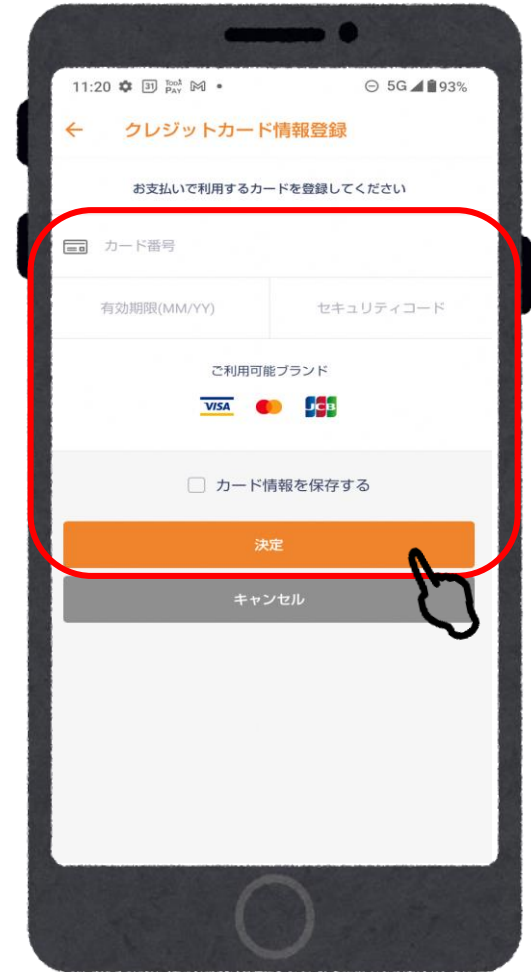 11:20 31 Tool PAY M • 5G 93%
← クレジットカード情報登録
お支払いで利用するカードを登録してください
カード番号
有効期限(MM/YY) セキュリティコード
ご利用可能ブランド
VISA JCB
カード情報を保存する
決定
キャンセル